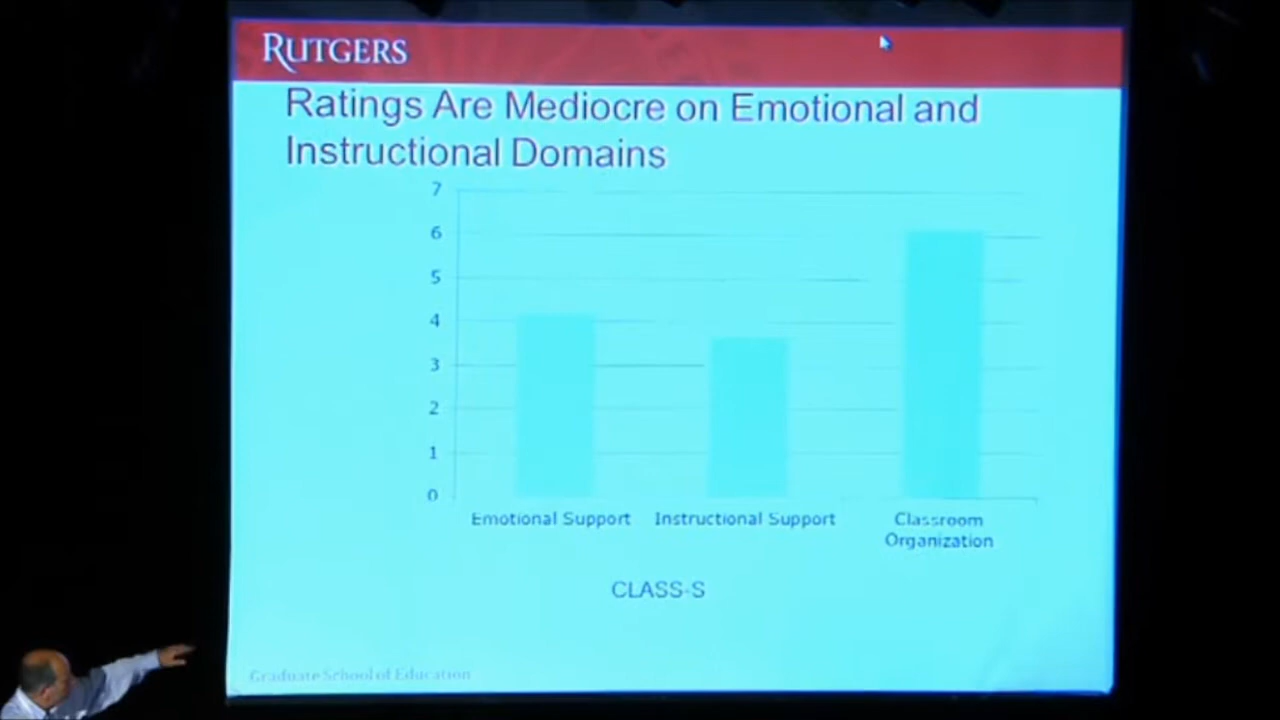 RUTGERS
Ratings Are Mediocre on Emotional and
Instructional Domains
7
6
5
4
3
2
1
0
Emotional Support
Instructional Support
Classroom
Organization
CLASS-S
Graduate School of Education